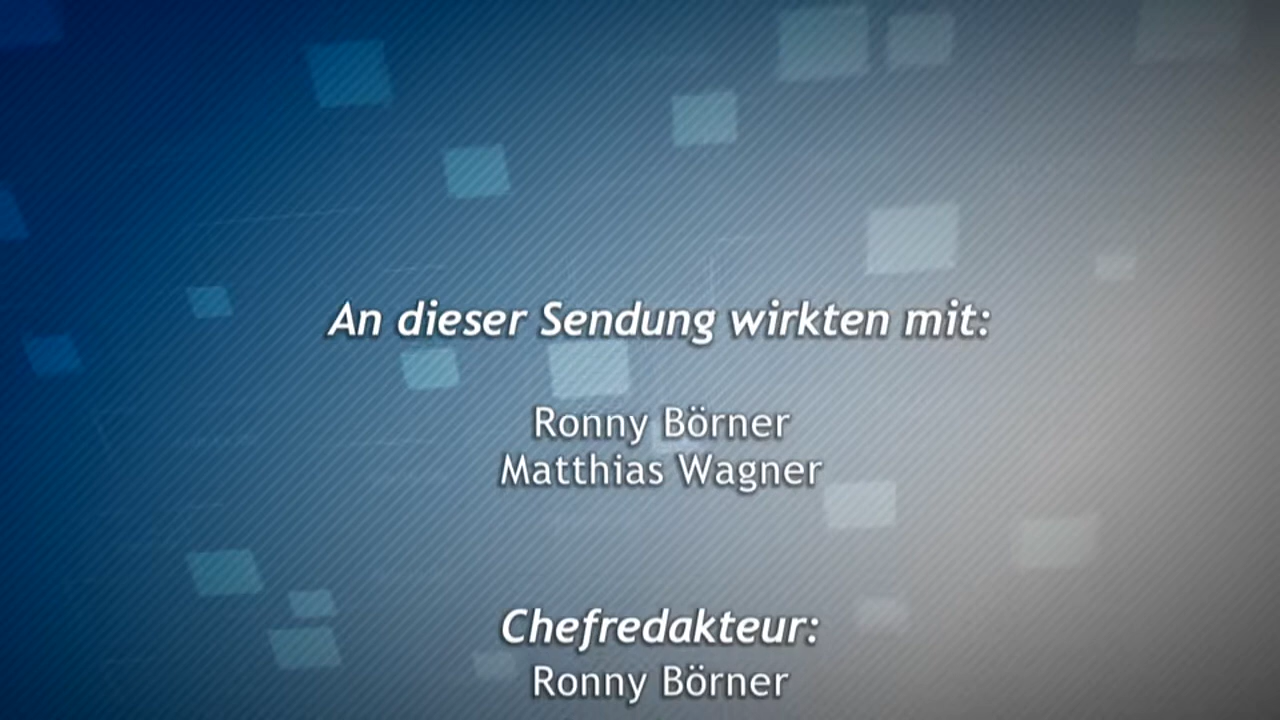 An dieser Sendung wirkten mit:
Ronny Börner
Matthias Wagner
Chefredakteur:
Ronny Börner